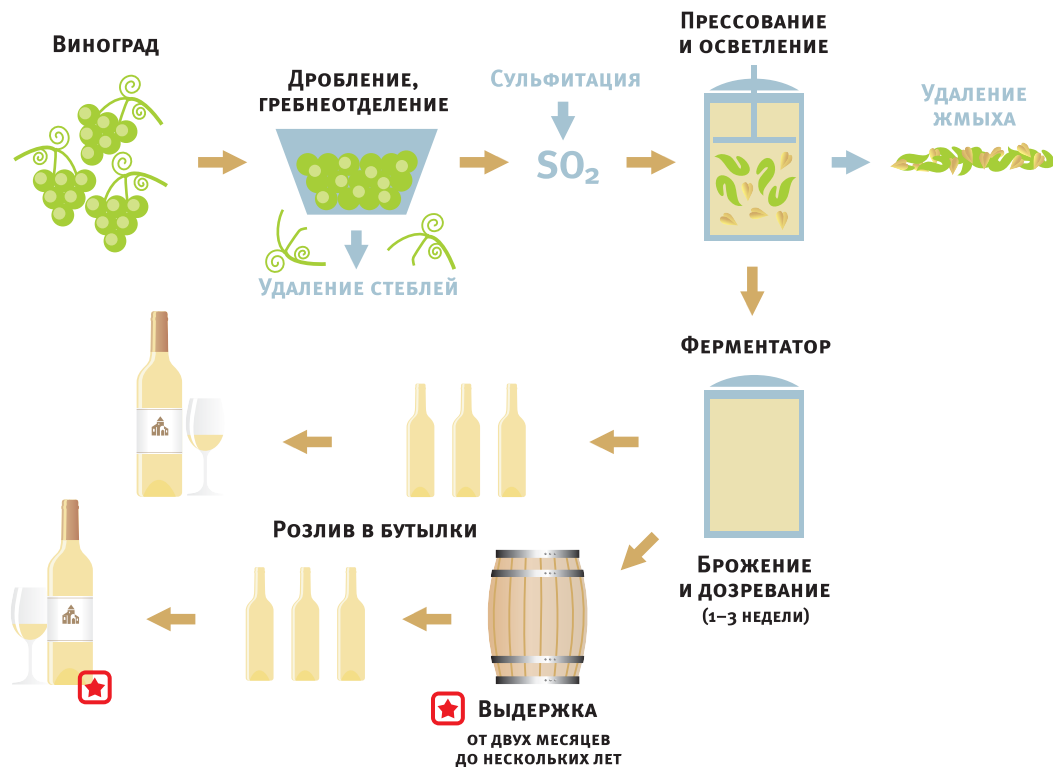 Виноград
Дробление,
гребнеотделение
Сульфитация
SO₂
Прессование
и осветление
Удаление
жмыха
Удаление стеблей
Ферментатор
Брожение
и дозревание
(1–3 недели)
Розлив в бутылки
Выдержка
от двух месяцев
до нескольких лет